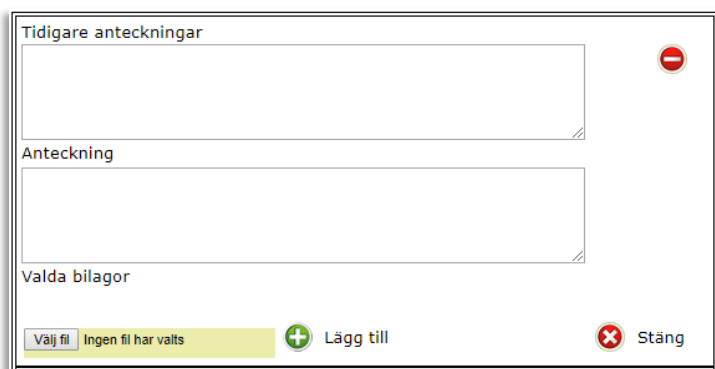 Tidigare anteckningar
Anteckning
Valda bilagor
Välj fil Ingen fil har valts Lägg till Stäng